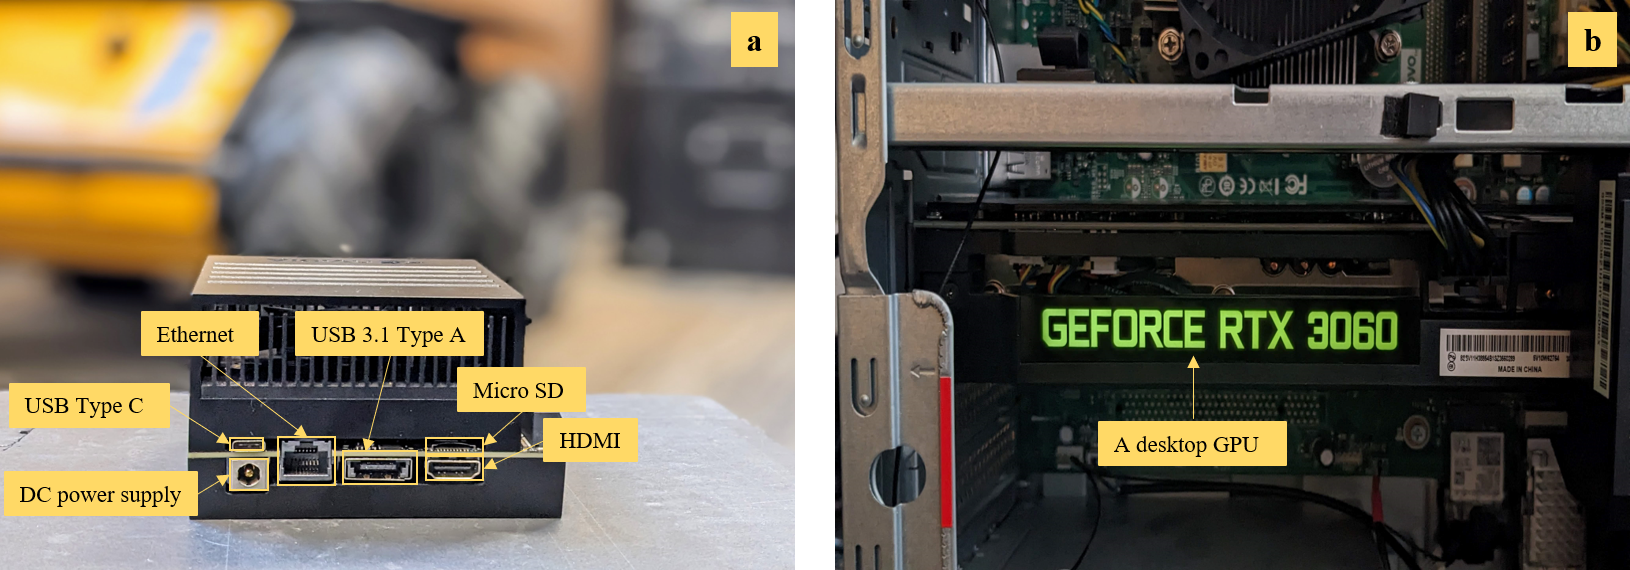 a
Ethernet
USB 3.1 Type A
Micro SD
USB Type C
HDMI
DC power supply
b
FC
GEFORCE RTX 3060
MADE IN CHINA
A desktop GPU